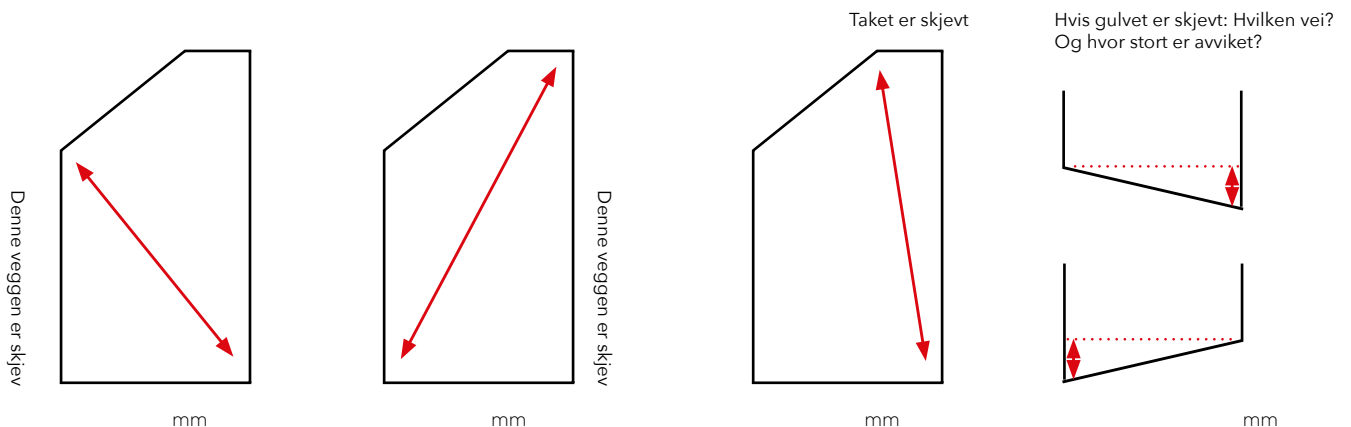 Taket er skjevt
Hvis gulvet er skjevt: Hvilken vei?
Og hvor stort er avviket?
Denne veggen er skjev
Denne veggen er skjev
mm
mm
mm
mm